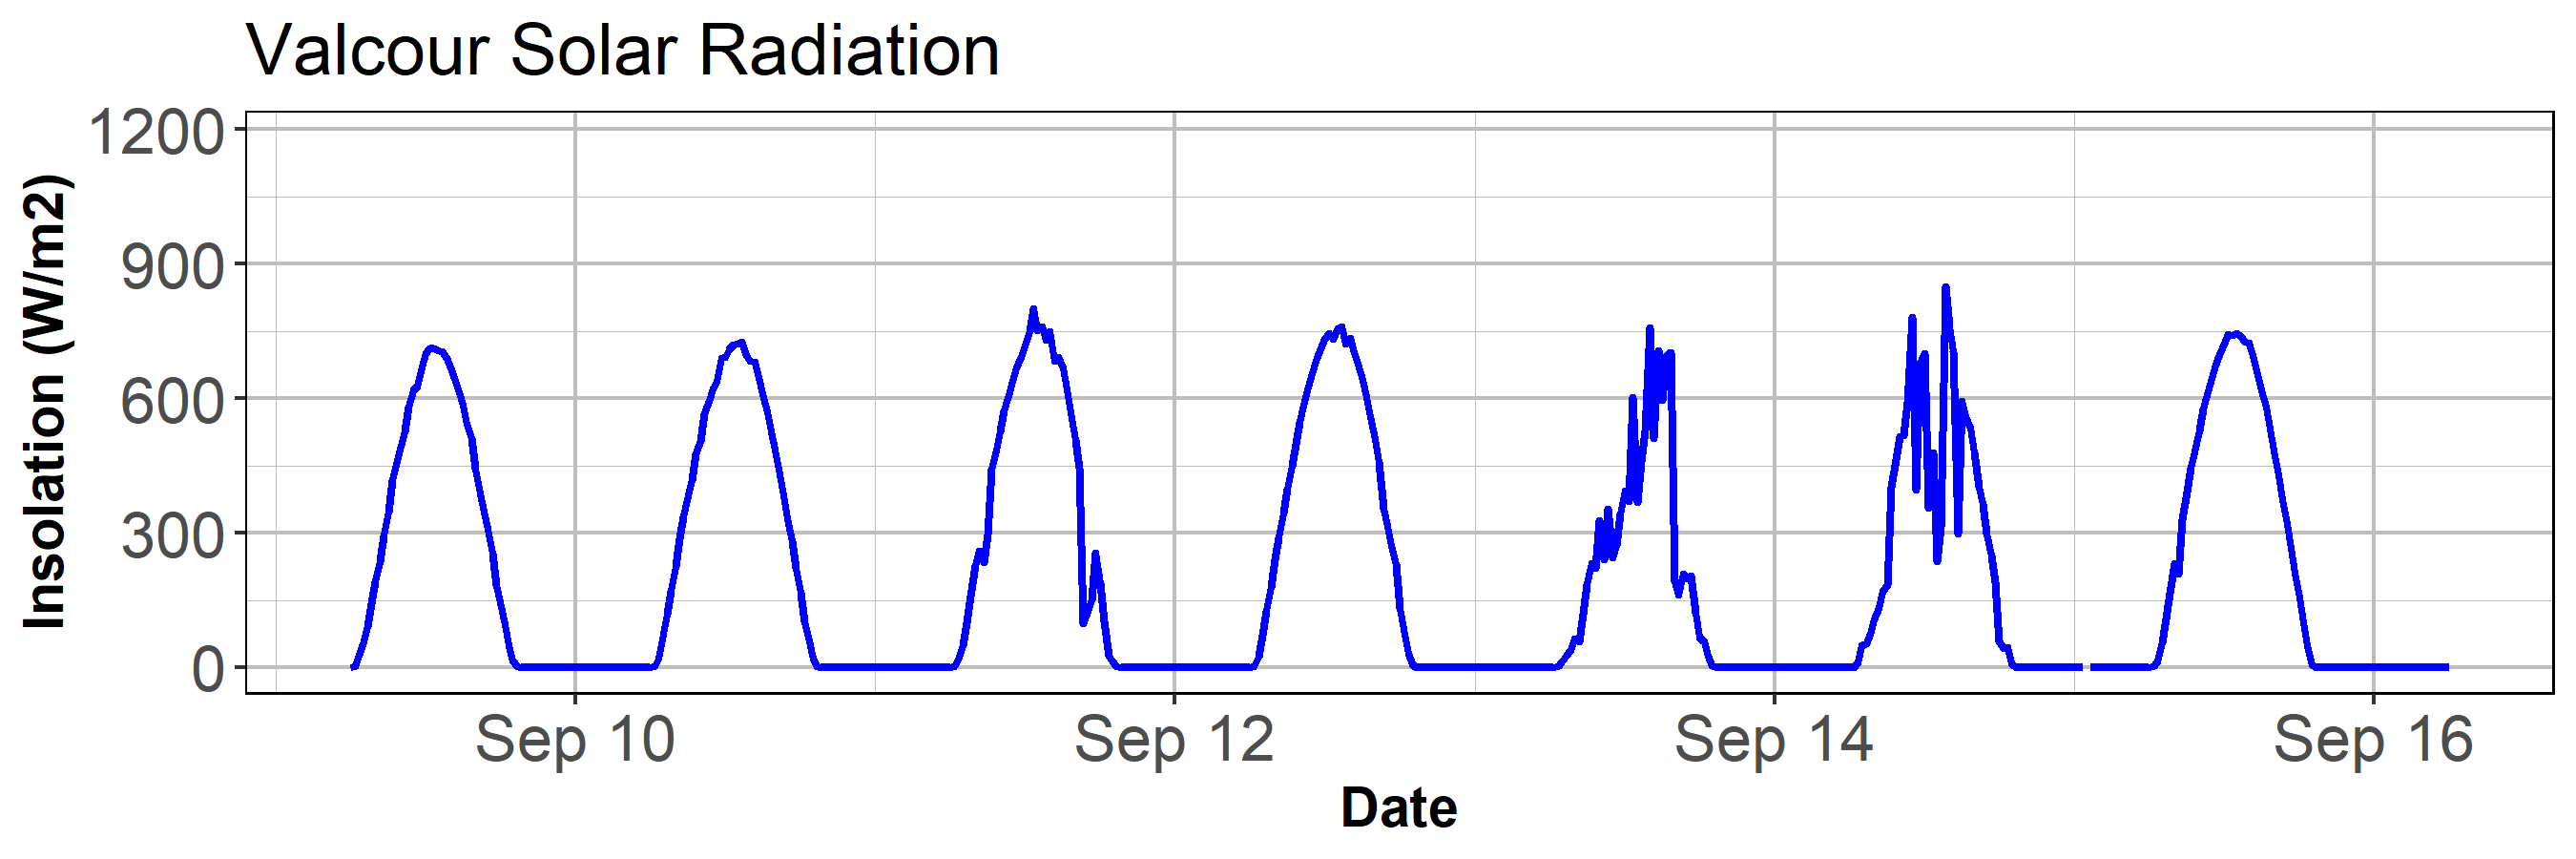 Valcour Solar Radiation
Insolation (W/m2)
1200
900
600
300
0
Sep 10
Sep 12
Sep 14
Sep 16
Date